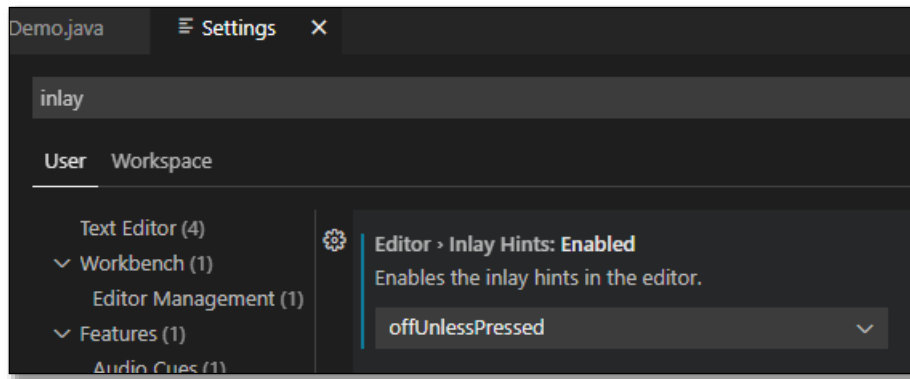 Demo.java Settings
inlay
User Workspace
Text Editor (4)
Workbench (1)
Editor Management (1)
Features (1)
Audio Cues (1)
Editor › Inlay Hints: Enabled
Enables the inlay hints in the editor.
offUnlessPressed